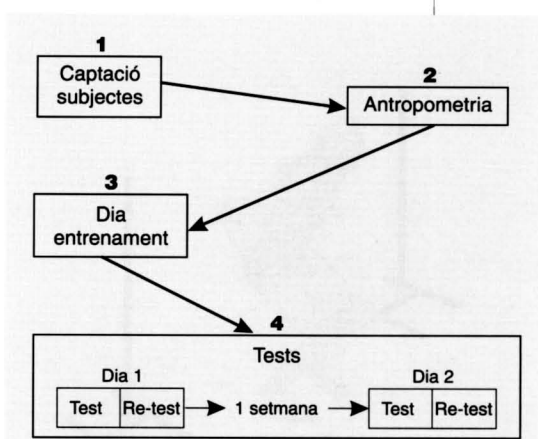 1
Captació
subjectes
2
Antropometria
3
Dia
entrenament
4
Tests
Dia 1
Dia 2
Test Re-test 1 setmana Test Re-test